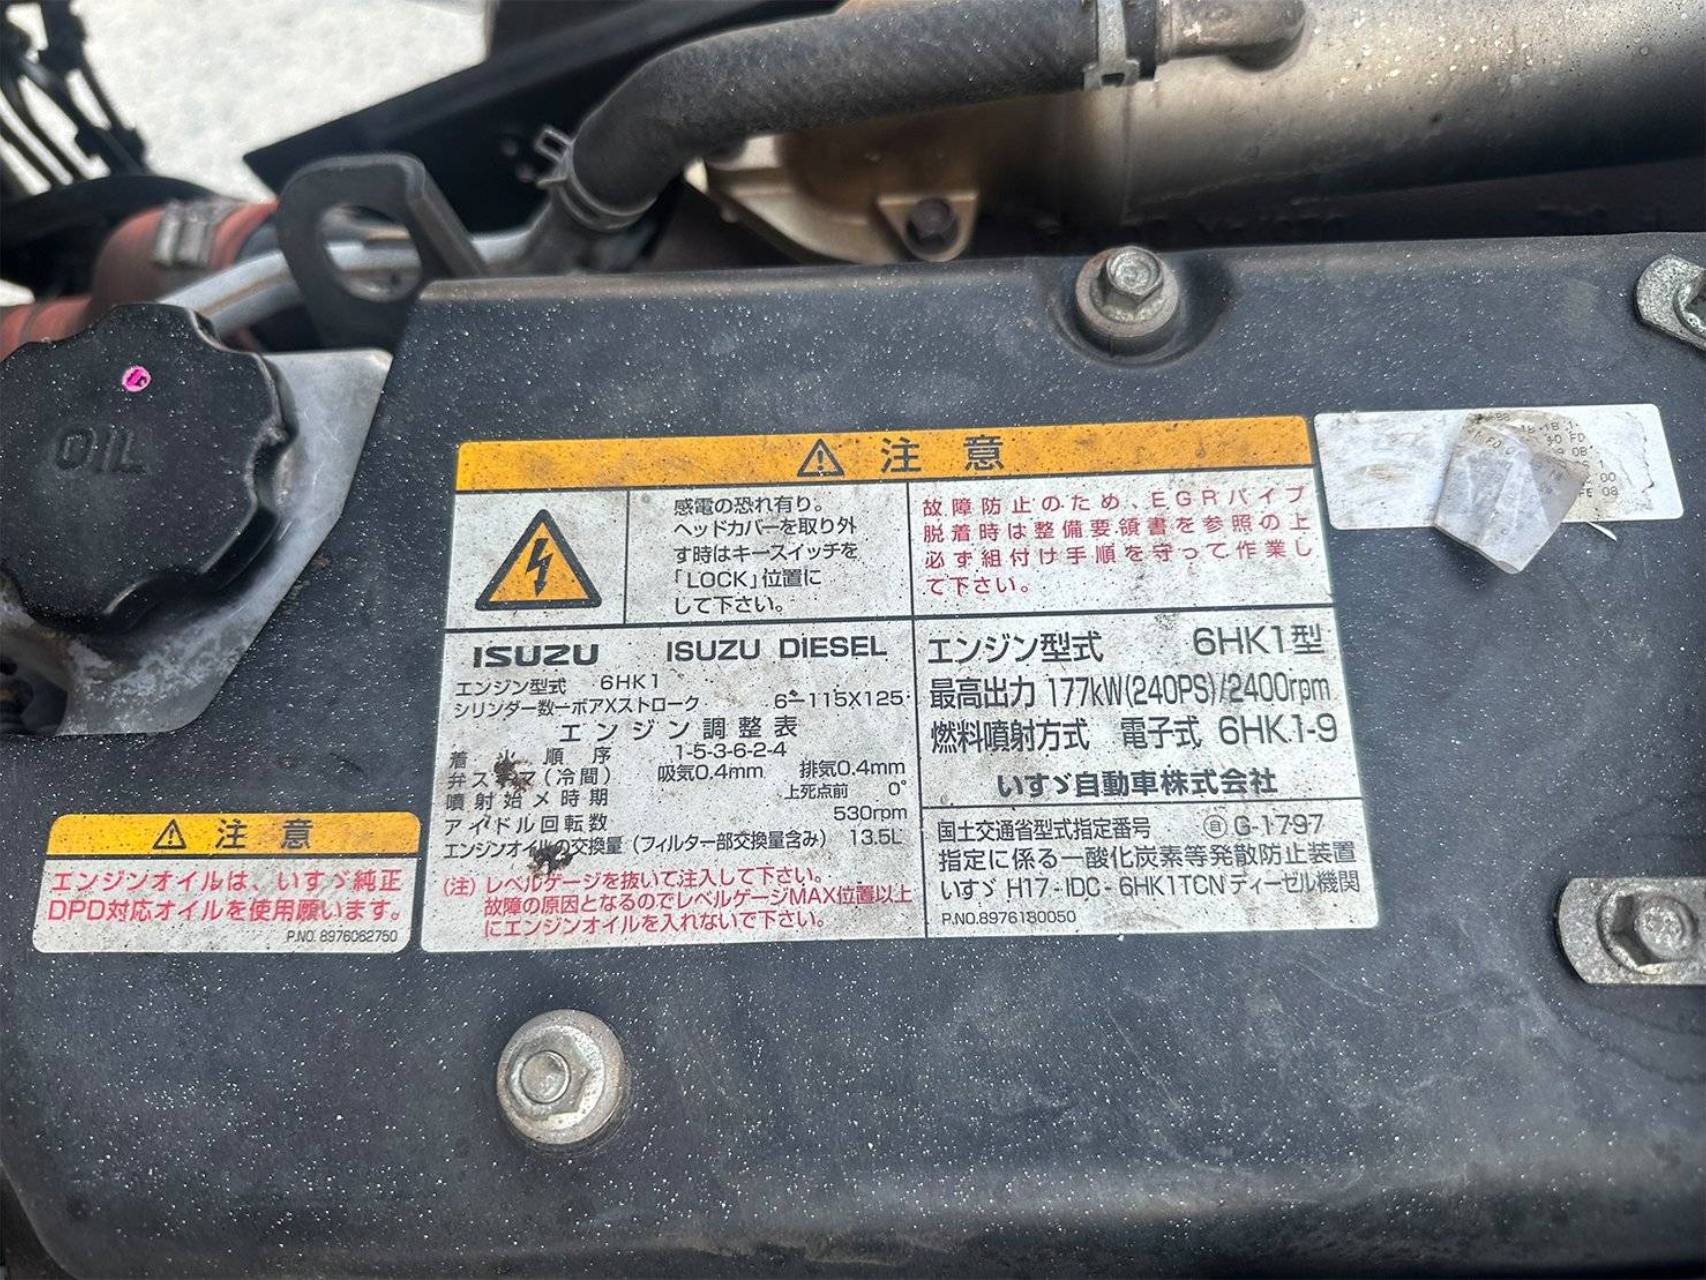 OIL
注意
感電の恐れ有り。
ヘッドカバーを取り外
す時はキースイッチを
「LOCK」位置に
して下さい。
故障防止のため、EGRパイプ
脱着時は整備要領書を参照の上
必ず組付け手順を守って作業し
て下さい。
ISUZU ISUZU DIESEL
エンジン型式 6HK1
シリンダー数ーボアXストローク 6-115X125
エンジン調整表
着火順序 1-5-3-6-2-4
弁スキマ(冷間) 吸気0.4mm 排気0.4mm
噴射始メ時期 上死点前 0°
アイドル回転数 530rpm
エンジンオイルの交換量(フィルター部交換量含み) 13.5L
(注) レベルゲージを抜いて注入して下さい。
故障の原因となるのでレベルゲージMAX位置以上
にエンジンオイルを入れないで下さい。
エンジン型式 6HK1型
最高出力 177kW(240PS)/2400rpm
燃料噴射方式 電子式 6HK1-9
いすゞ自動車株式会社
国土交通省型式指定番号 ㊂ G-1797
指定に係る一酸化炭素等発散防止装置
いすゞ H17-IDC-6HK1TCNディーゼル機関
P.NO.8976180050
注意
エンジンオイルは、いすゞ純正
DPD対応オイルを使用願います。
P.NO. 8976062750